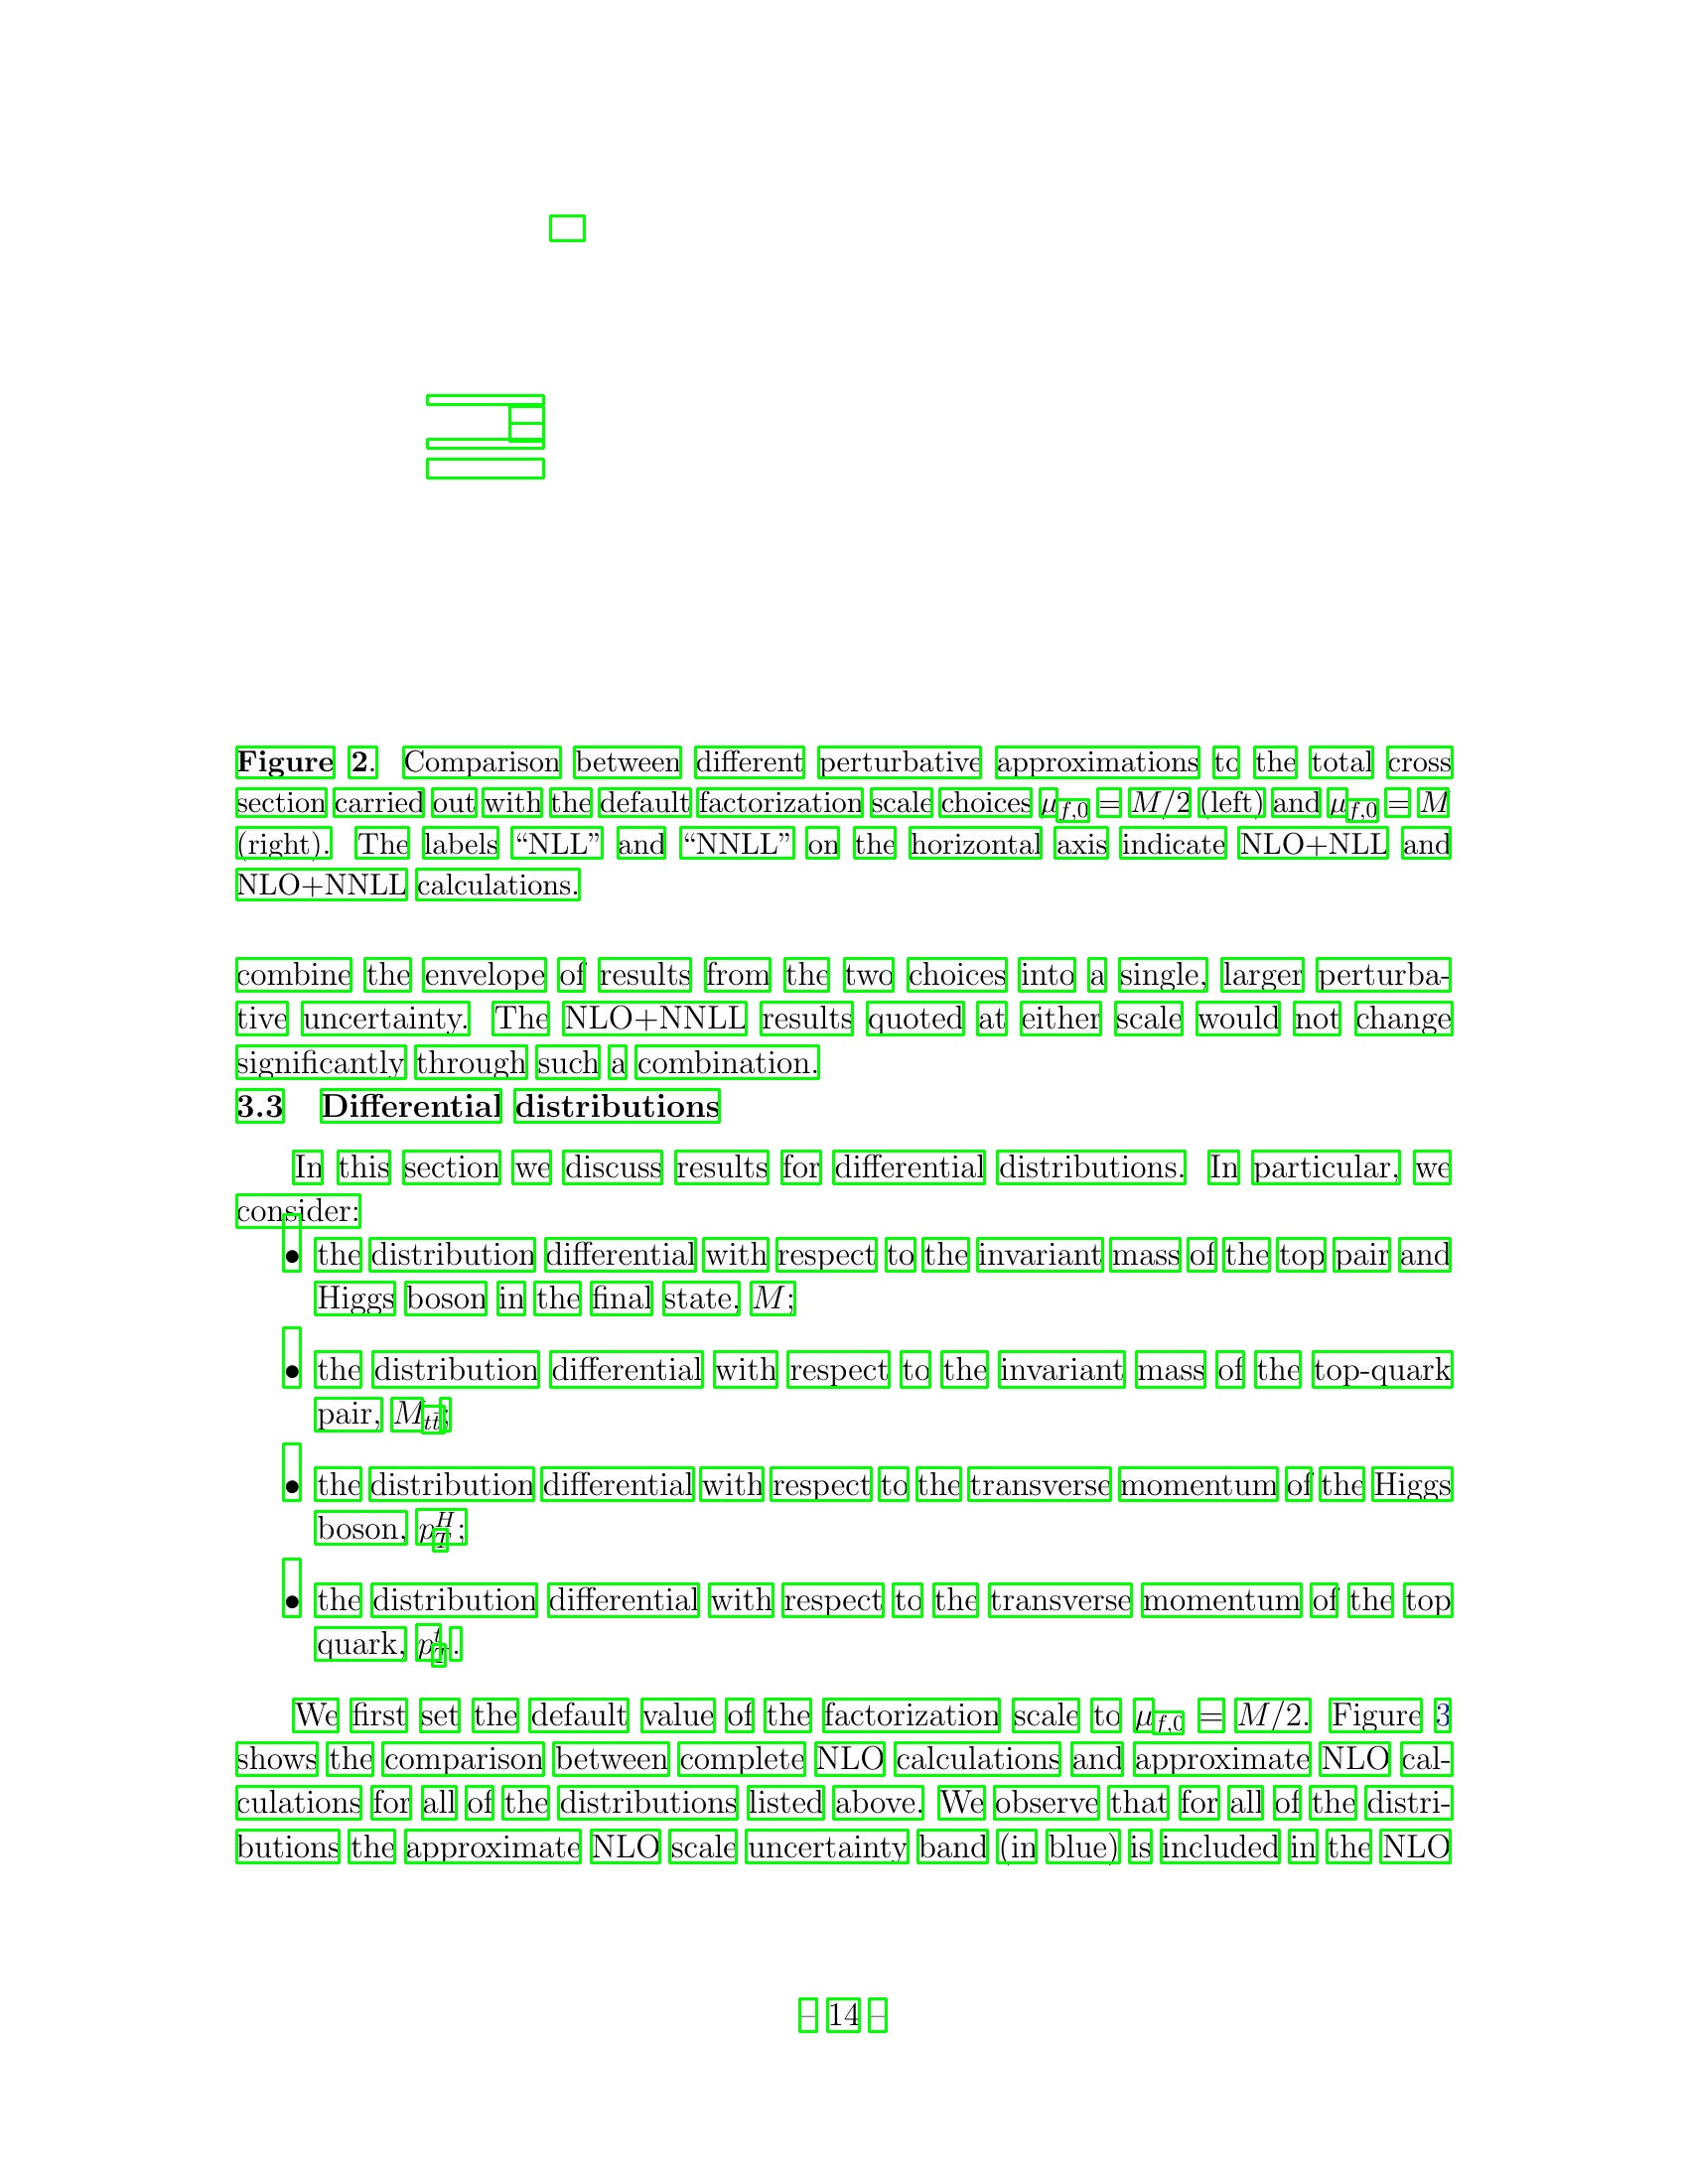 Figure 2. Comparison between different perturbative approximations to the total cross
section carried out with the default factorization scale choices μ_{f,0} = M/2 (left) and μ_{f,0} = M
(right). The labels “NLL” and “NNLL” on the horizontal axis indicate NLO+NLL and
NLO+NNLL calculations.
combine the envelope of results from the two choices into a single, larger perturba-
tive uncertainty. The NLO+NNLL results quoted at either scale would not change
significantly through such a combination.
3.3 Differential distributions
In this section we discuss results for differential distributions. In particular, we
consider:
• the distribution differential with respect to the invariant mass of the top pair and
Higgs boson in the final state, M;
• the distribution differential with respect to the invariant mass of the top-quark
pair, M_{tt̄};
• the distribution differential with respect to the transverse momentum of the Higgs
boson, p_T^H;
• the distribution differential with respect to the transverse momentum of the top
quark, p_T^t.
We first set the default value of the factorization scale to μ_{f,0} = M/2. Figure 3
shows the comparison between complete NLO calculations and approximate NLO cal-
culations for all of the distributions listed above. We observe that for all of the distri-
butions the approximate NLO scale uncertainty band (in blue) is included in the NLO
– 14 –